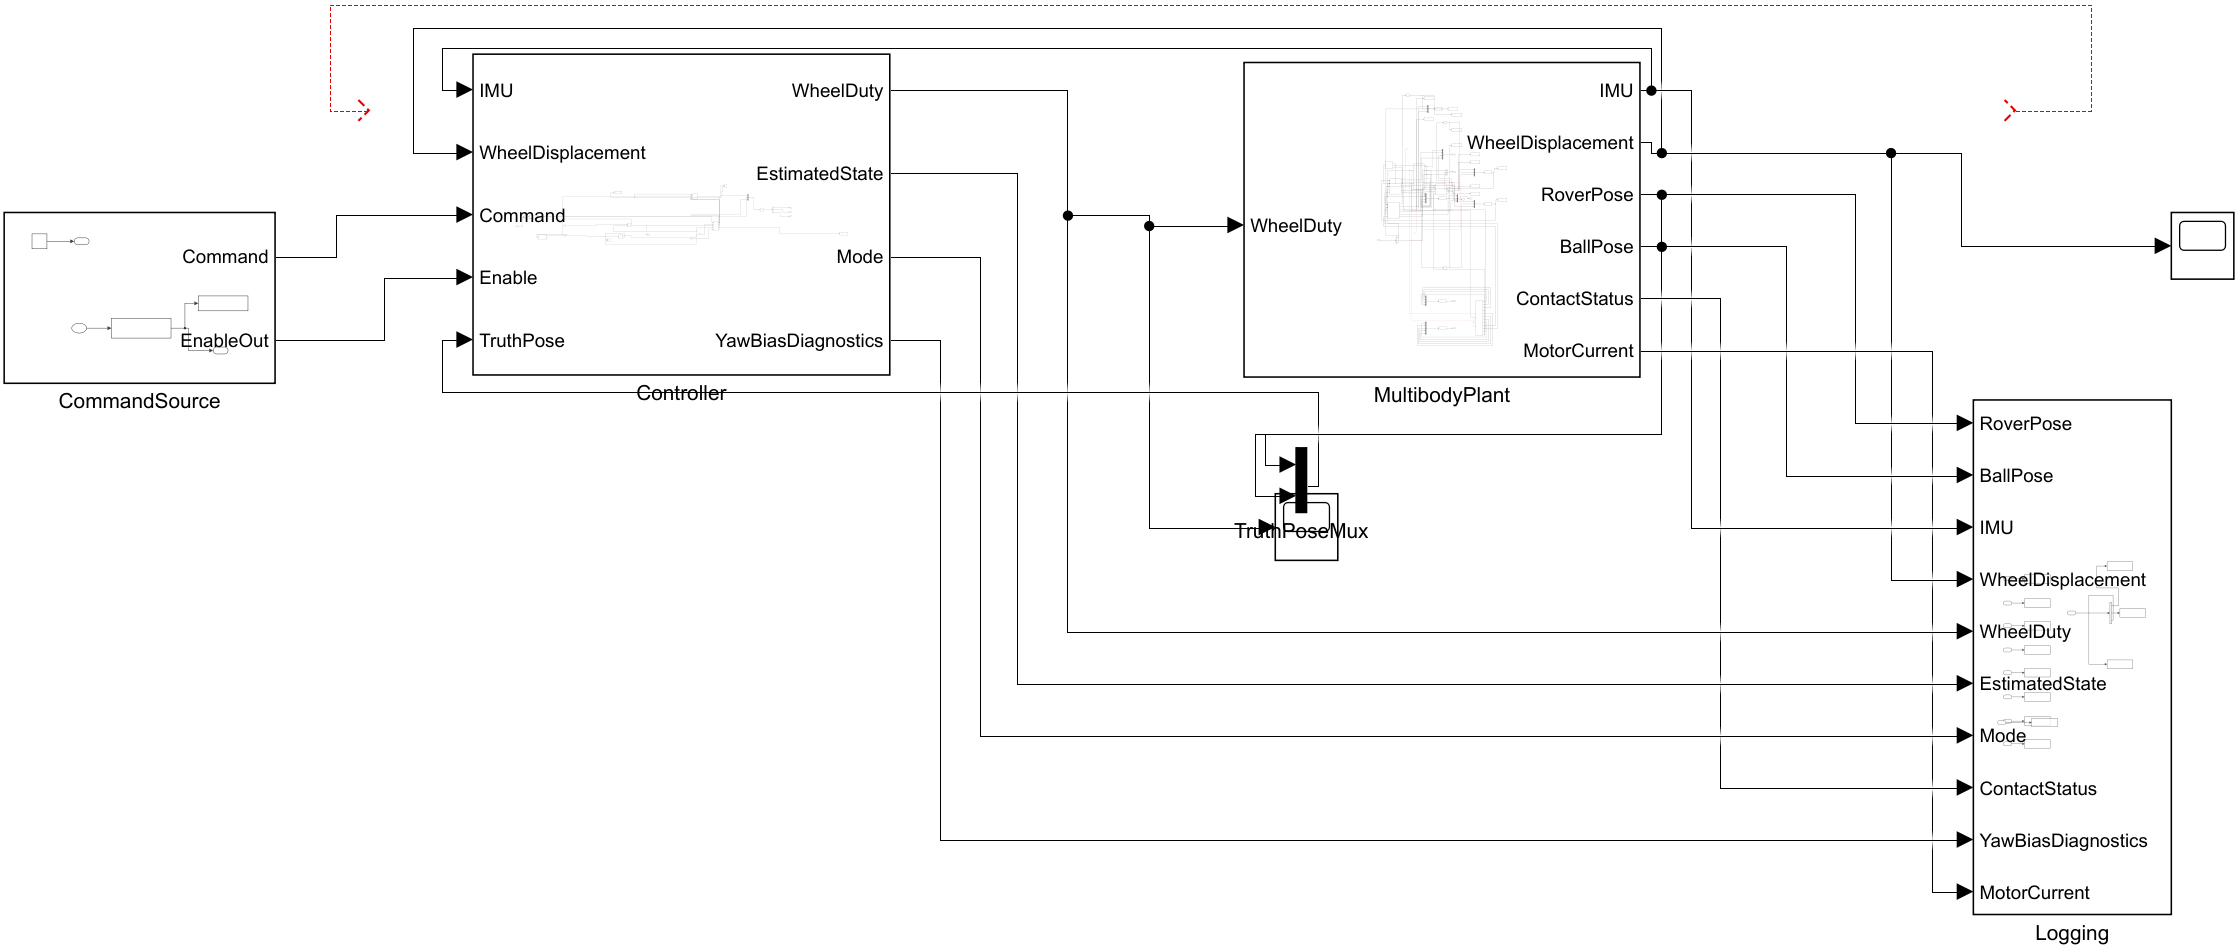 Command
EnableOut
CommandSource
IMU
WheelDisplacement
Command
Enable
TruthPose
WheelDuty
EstimatedState
Mode
YawBiasDiagnostics
Controller
WheelDuty
IMU
WheelDisplacement
RoverPose
BallPose
ContactStatus
MotorCurrent
MultibodyPlant
TruthPoseMux
RoverPose
BallPose
IMU
WheelDisplacement
WheelDuty
EstimatedState
Mode
ContactStatus
YawBiasDiagnostics
MotorCurrent
Logging